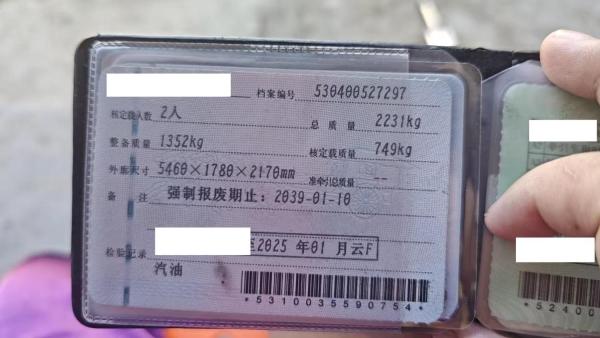 档案编号 530400527297
核定载人数 2人 总质量 2231kg
整备质量 1352kg 核定载质量 749kg
外廓尺寸 5460×1780×2170mm 准牵引总质量 --
备注 强制报废期止：2039-01-10
检验记录 至2025年01月云F
汽油
*5310035590754*
*52400